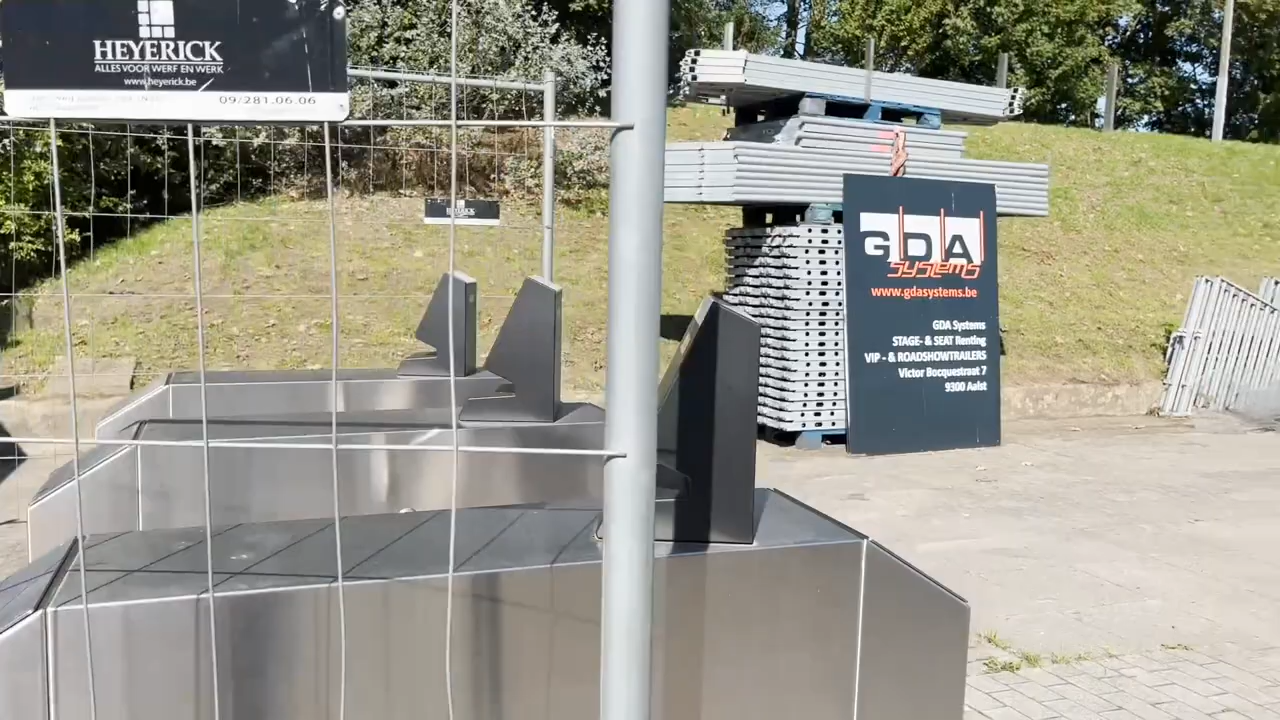 HEYERICK
ALLES VOOR WERF EN WERK
www.heyerick.be
09/281.06.06
HEYERICK
GDA
systems
www.gdasystems.be
GDA Systems
STAGE- & SEAT Renting
VIP - & ROADSHOWTRAILERS
Victor Bocquestraat 7
9300 Aalst